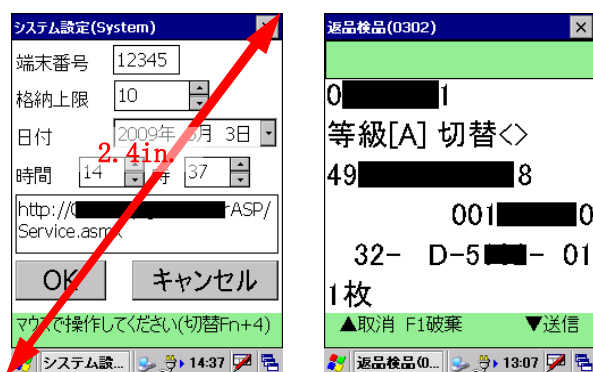 システム設定(System)
端末番号 12345
格納上限 10
日付 2009年 月 3日
2.4in.
時間 14 時 37
http://
rASP/
Service.asmx
OK キャンセル
マウスで操作してください(切替Fn+4)
システム設... 14:37
返品検品(0302)
0 1
等級[A] 切替<>
49 8
001 0
32- D-5 - 01
1枚
▲取消 F1破棄 ▼送信
返品検品(0... 13:07